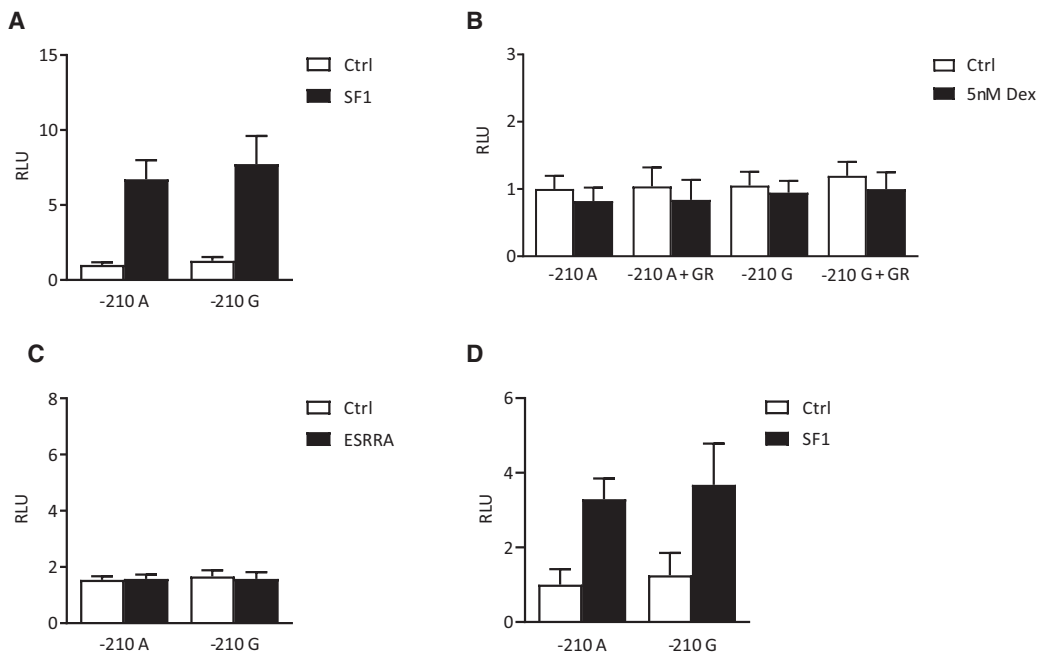 A
15
10
5
0
RLU
Ctrl
SF1
-210 A
-210 G
B
3
2
1
0
RLU
Ctrl
5nM Dex
-210 A
-210 A + GR
-210 G
-210 G + GR
C
8
6
4
2
0
RLU
Ctrl
ESRRA
-210 A
-210 G
D
6
4
2
0
RLU
Ctrl
SF1
-210 A
-210 G